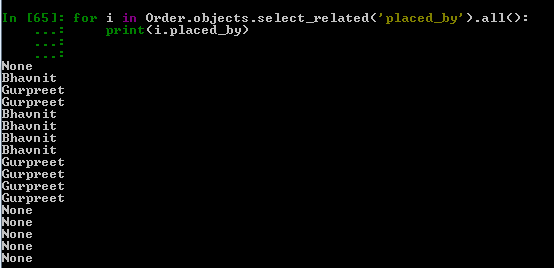 In [65]: for i in Order.objects.select_related('placed_by').all():
...: print(i.placed_by)
...:
...:
None
Bhavnit
Gurpreet
Gurpreet
Bhavnit
Bhavnit
Bhavnit
Bhavnit
Gurpreet
Gurpreet
Gurpreet
Gurpreet
None
None
None
None
None